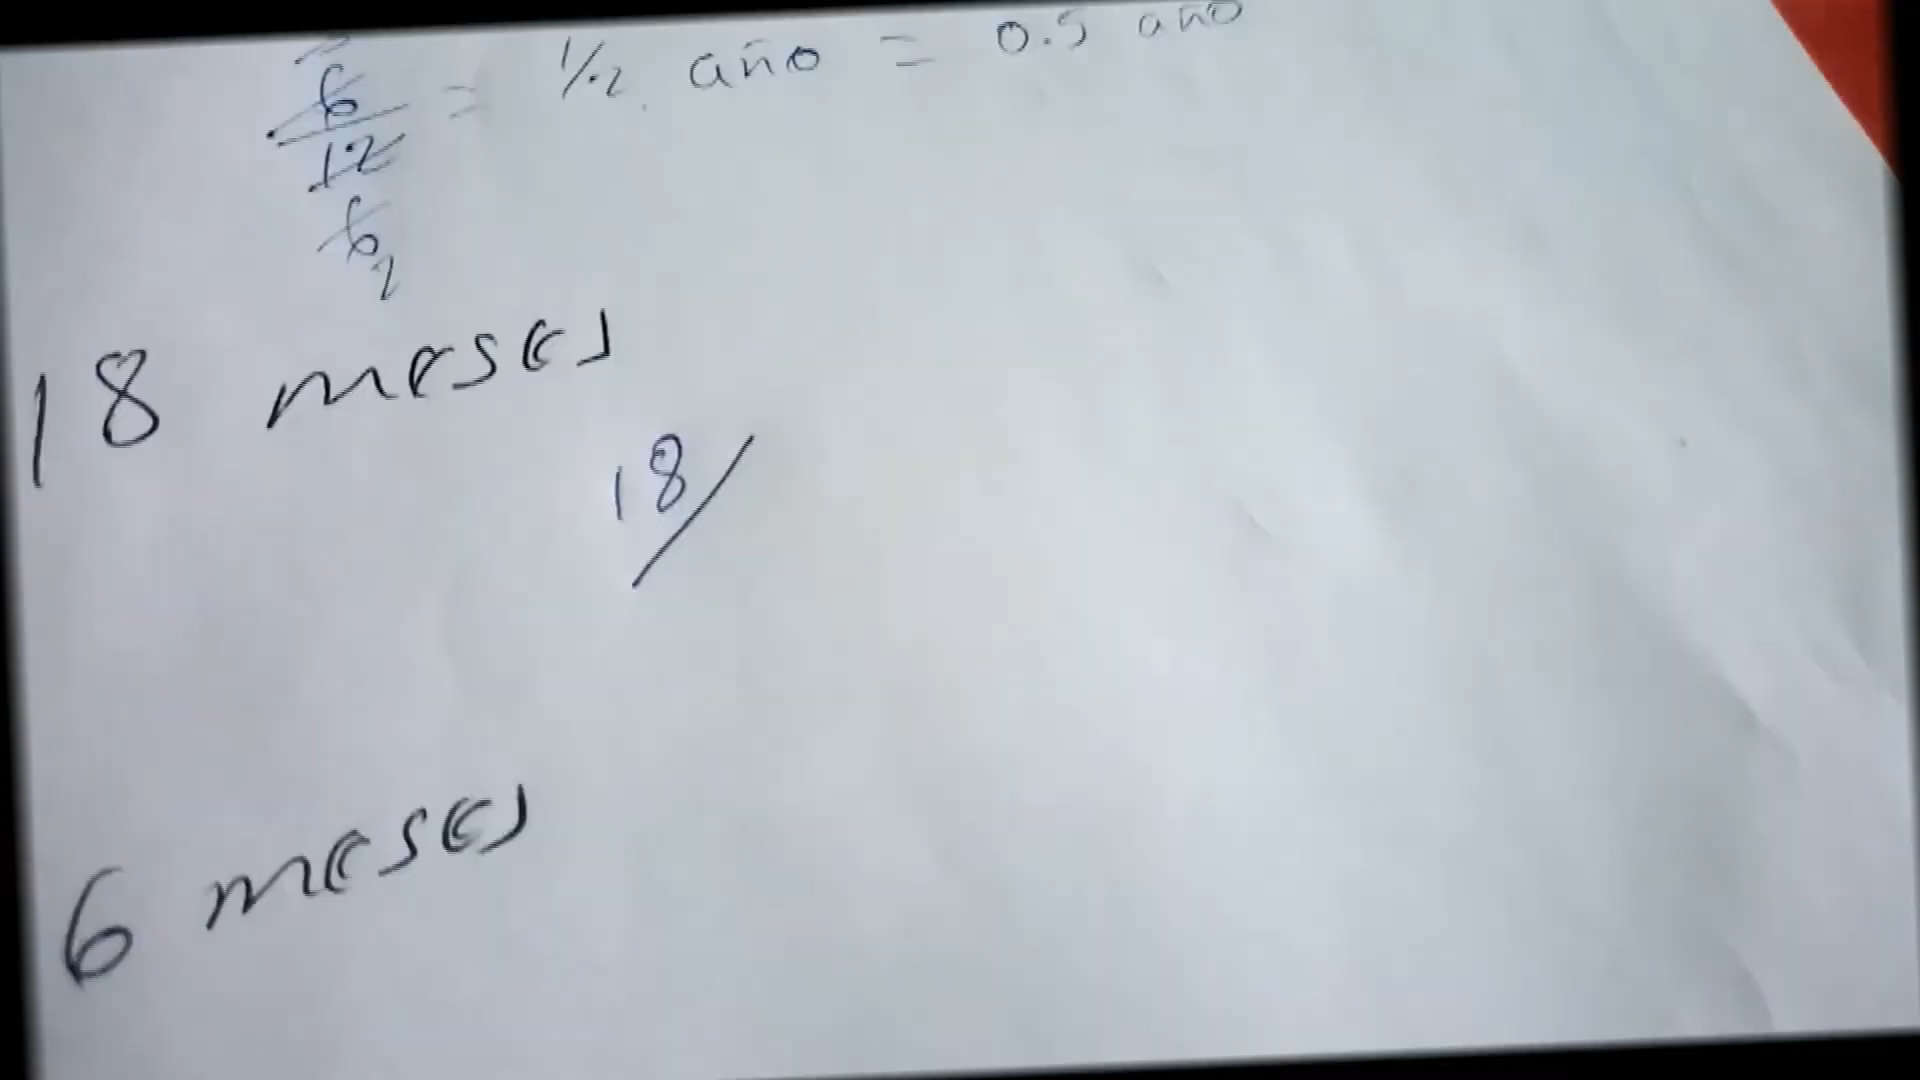 6/12 = 1/2 año = 0.5 año
6
2
18 meses
18/
6 meses